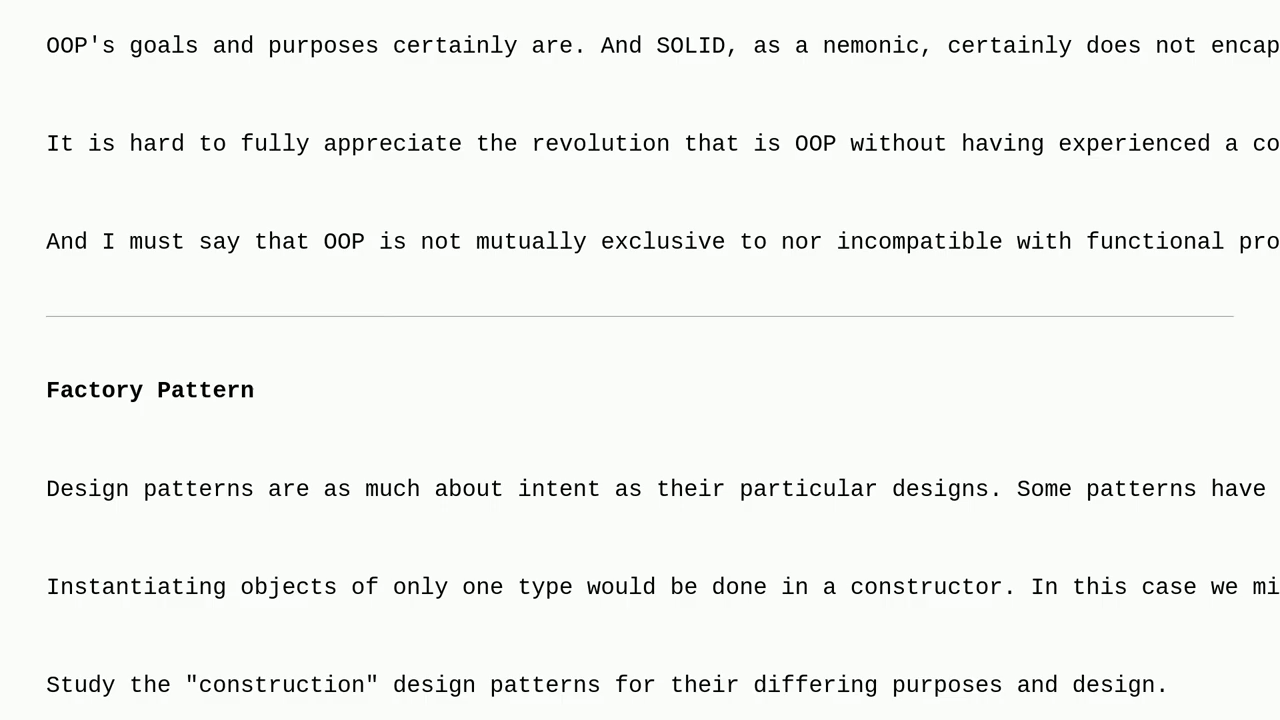 OOP's goals and purposes certainly are. And SOLID, as a nemonic, certainly does not encap
It is hard to fully appreciate the revolution that is OOP without having experienced a co
And I must say that OOP is not mutually exclusive to nor incompatible with functional pro
Factory Pattern
Design patterns are as much about intent as their particular designs. Some patterns have
Instantiating objects of only one type would be done in a constructor. In this case we mi
Study the "construction" design patterns for their differing purposes and design.